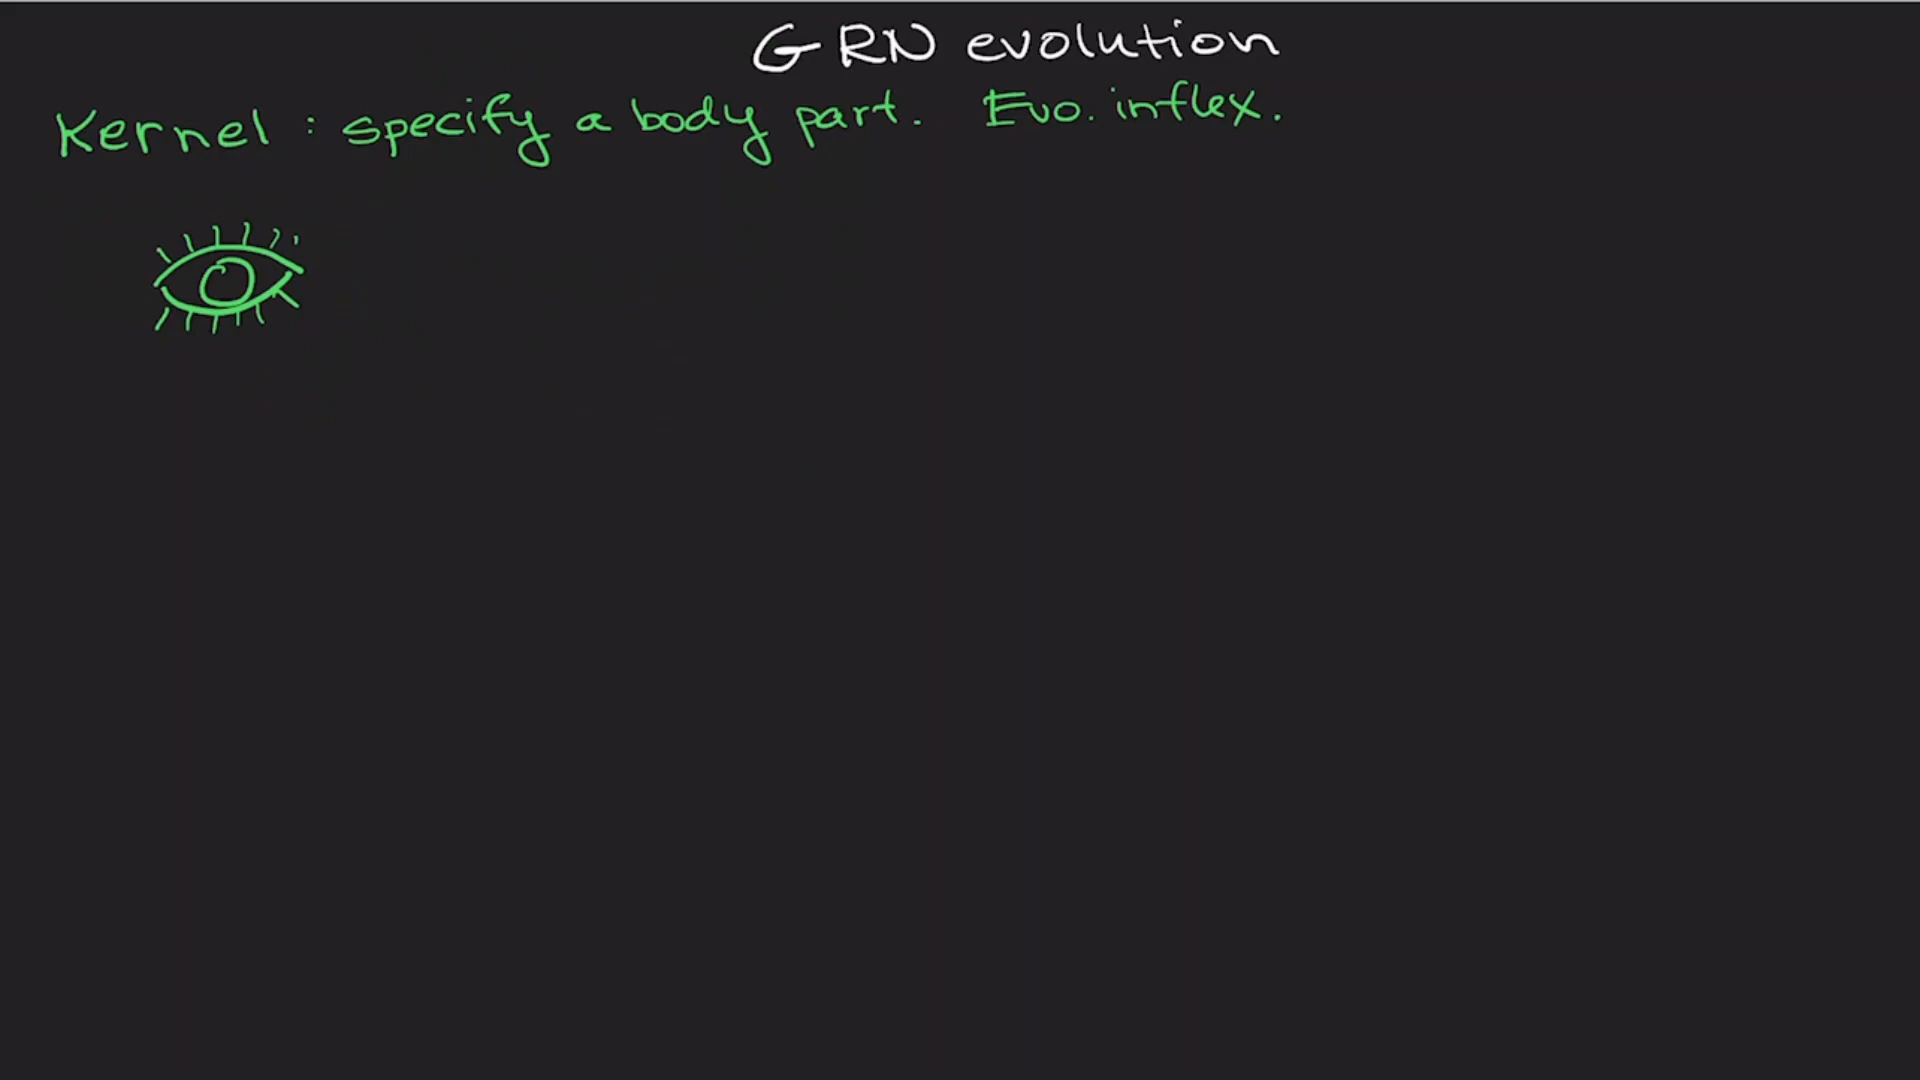 GRN evolution
Kernel : specify a body part. Evo. inflex.